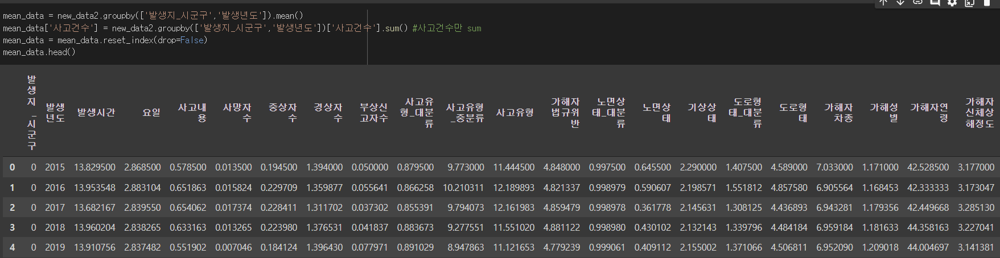 mean_data = new_data2.groupby(['발생지_시군구','발생년도']).mean()
mean_data['사고건수'] = new_data2.groupby(['발생지_시군구','발생년도'])['사고건수'].sum() #사고건수만 sum
mean_data = mean_data.reset_index(drop=False)
mean_data.head()
발생지_시군구 발생년도 발생시간 요일 사고내용 사망자수 중상자수 경상자수 부상신고자수 사고유형_대분류 사고유형_중분류 사고유형 가해자법규위반 노면상태_대분류 노면상태 기상상태 도로형태_대분류 도로형태 가해자차종 가해성별 가해자연령 가해자신체상해정도
0 0 2015 13.829500 2.868500 0.578500 0.013500 0.194500 1.394000 0.050000 0.879500 9.773000 11.444500 4.848000 0.997500 0.645500 2.290000 1.407500 4.589000 7.033000 1.171000 42.528500 3.177000
1 0 2016 13.953548 2.883104 0.651863 0.015824 0.229709 1.359877 0.055641 0.866258 10.210311 12.189893 4.821337 0.998979 0.590607 2.198571 1.551812 4.857580 6.905564 1.168453 42.333333 3.173047
2 0 2017 13.682167 2.839550 0.654062 0.017374 0.228411 1.311702 0.037302 0.855391 9.794073 12.161983 4.859479 0.998978 0.361778 2.145631 1.308125 4.436893 6.943281 1.179356 42.449668 3.285130
3 0 2018 13.960204 2.838265 0.633163 0.013265 0.223980 1.376531 0.041837 0.883673 9.277551 11.551020 4.881122 0.998980 0.430102 2.132143 1.339796 4.484184 6.959184 1.181633 44.358163 3.227041
4 0 2019 13.910756 2.837482 0.551902 0.007046 0.184124 1.396430 0.077971 0.891029 8.947863 11.121653 4.779239 0.999061 0.409112 2.155002 1.371066 4.506811 6.952090 1.209018 44.004697 3.141381